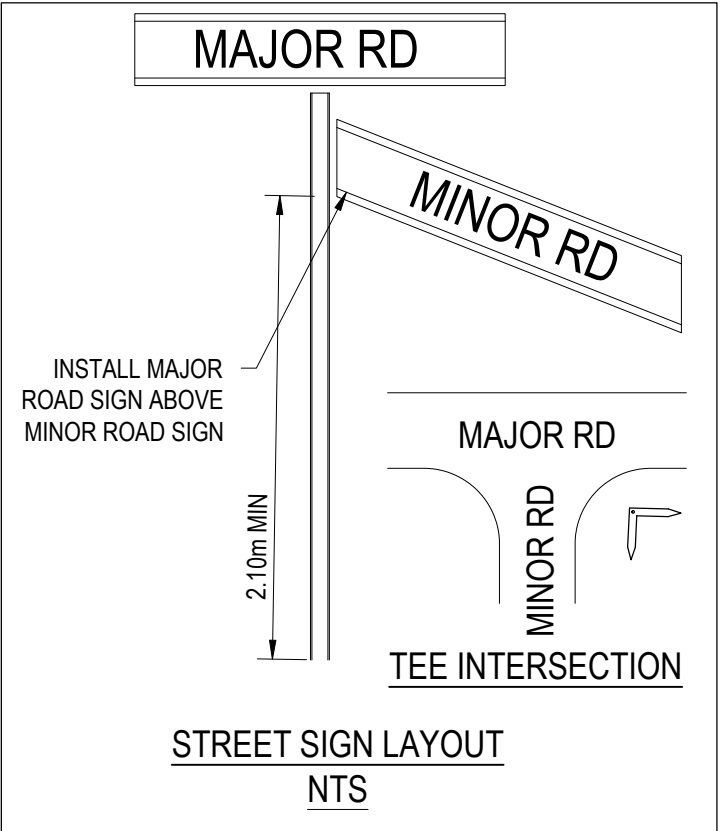 MAJOR RD
MINOR RD
INSTALL MAJOR
ROAD SIGN ABOVE
MINOR ROAD SIGN
2.10m MIN
MAJOR RD
MINOR RD
TEE INTERSECTION
STREET SIGN LAYOUT
NTS